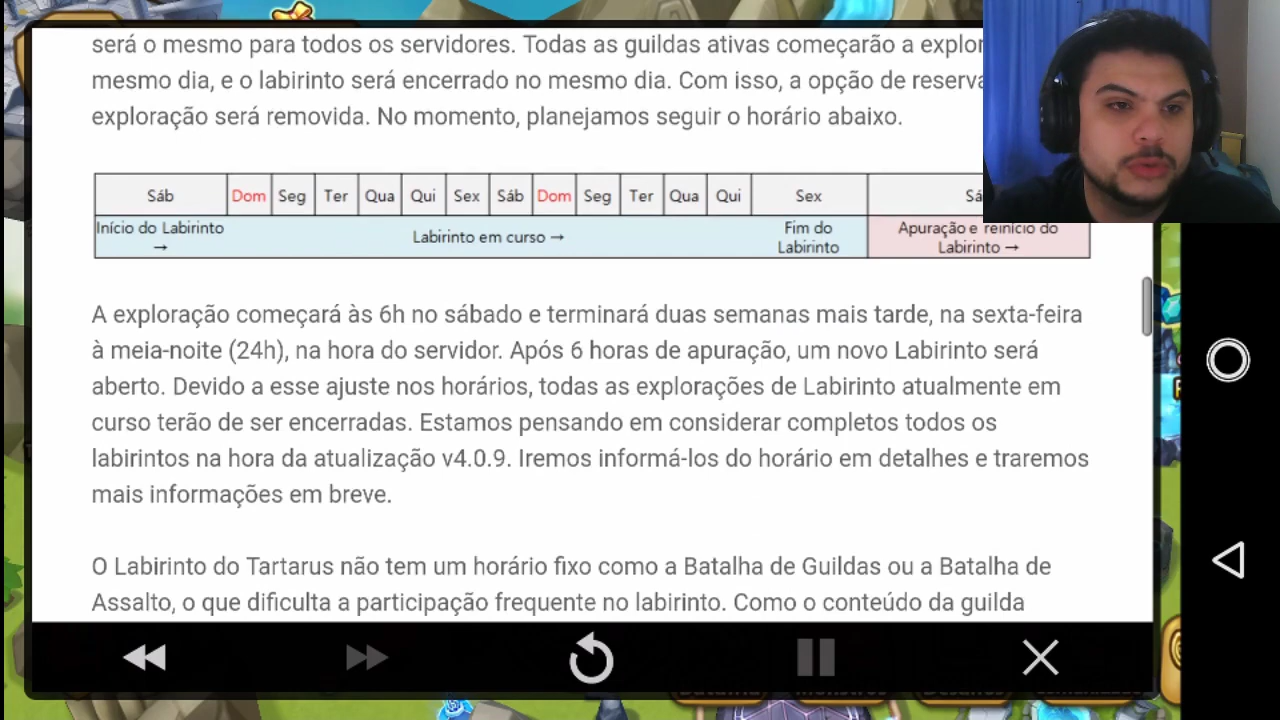 será o mesmo para todos os servidores. Todas as guildas ativas começarão a
mesmo dia, e o labirinto será encerrado no mesmo dia. Com isso, a opção de
exploração será removida. No momento, planejamos seguir o horário abaixo.
Sáb Dom Seg Ter Qua Qui Sex Sáb Dom Seg Ter Qua Qui Sex
Início do Labirinto → Labirinto em curso → Fim do Labirinto Apuração e reinício do Labirinto →
A exploração começará às 6h no sábado e terminará duas semanas mais tarde, na sexta-feira
à meia-noite (24h), na hora do servidor. Após 6 horas de apuração, um novo Labirinto será
aberto. Devido a esse ajuste nos horários, todas as explorações de Labirinto atualmente em
curso terão de ser encerradas. Estamos pensando em considerar completos todos os
labirintos na hora da atualização v4.0.9. Iremos informá-los do horário em detalhes e traremos
mais informações em breve.
O Labirinto do Tartarus não tem um horário fixo como a Batalha de Guildas ou a Batalha de
Assalto, o que dificulta a participação frequente no labirinto. Como o conteúdo da guilda